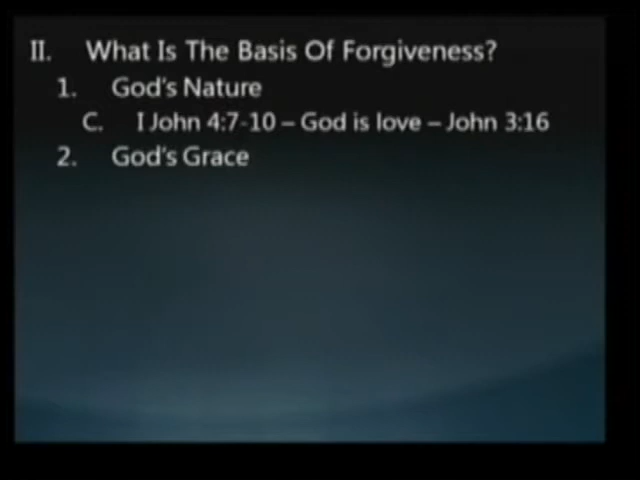 II. What Is The Basis Of Forgiveness?
1. God's Nature
C. I John 4:7-10 – God is love – John 3:16
2. God's Grace